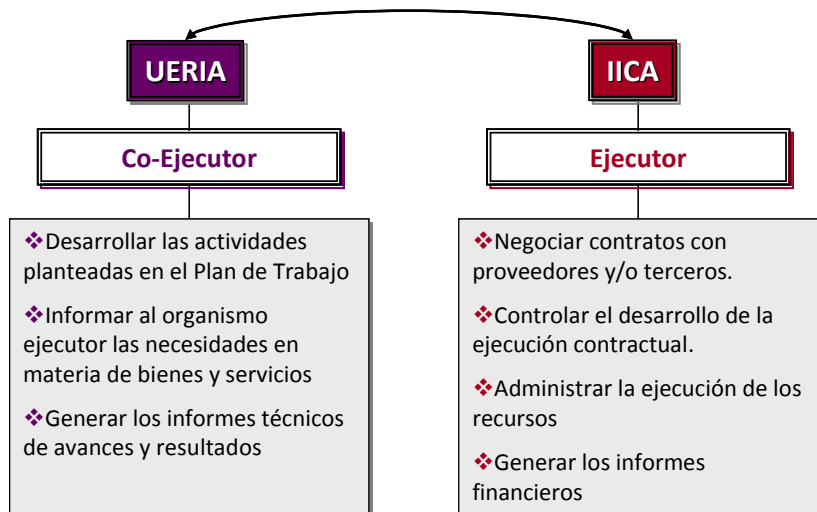 UERIA
Co-Ejecutor
❖Desarrollar las actividades
planteadas en el Plan de Trabajo
❖Informar al organismo
ejecutor las necesidades en
materia de bienes y servicios
❖Generar los informes técnicos
de avances y resultados
IICA
Ejecutor
❖Negociar contratos con
proveedores y/o terceros.
❖Controlar el desarrollo de la
ejecución contractual.
❖Administrar la ejecución de los
recursos
❖Generar los informes
financieros